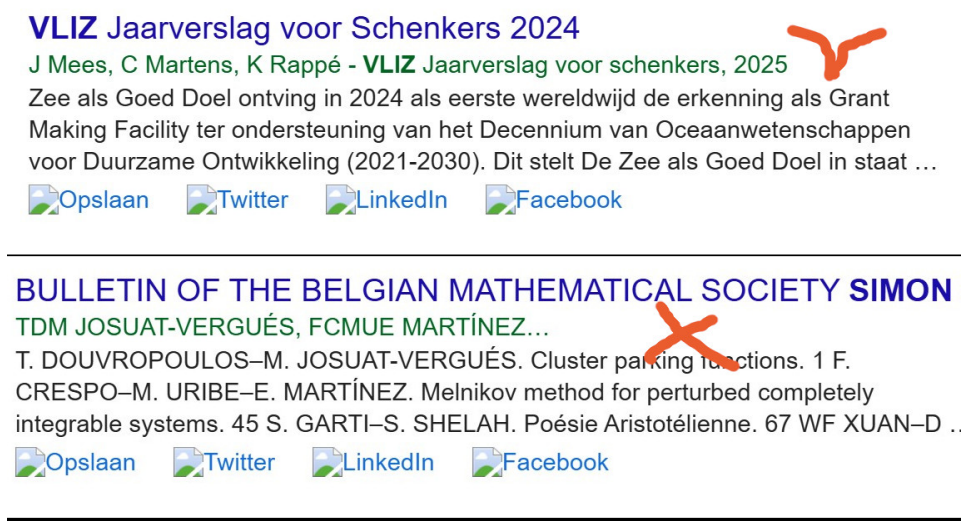 VLIZ Jaarverslag voor Schenkers 2024
J Mees, C Martens, K Rappé - VLIZ Jaarverslag voor schenkers, 2025
Zee als Goed Doel ontving in 2024 als eerste wereldwijd de erkenning als Grant
Making Facility ter ondersteuning van het Decennium van Oceaanwetenschappen
voor Duurzame Ontwikkeling (2021-2030). Dit stelt De Zee als Goed Doel in staat …
Opslaan Twitter LinkedIn Facebook
BULLETIN OF THE BELGIAN MATHEMATICAL SOCIETY SIMON
TDM JOSUAT-VERGUÉS, FCMUE MARTÍNEZ…
T. DOUVROPOULOS–M. JOSUAT-VERGUÉS. Cluster parking functions. 1 F.
CRESPO–M. URIBE–E. MARTÍNEZ. Melnikov method for perturbed completely
integrable systems. 45 S. GARTI–S. SHELAH. Poésie Aristotélienne. 67 WF XUAN–D …
Opslaan Twitter LinkedIn Facebook